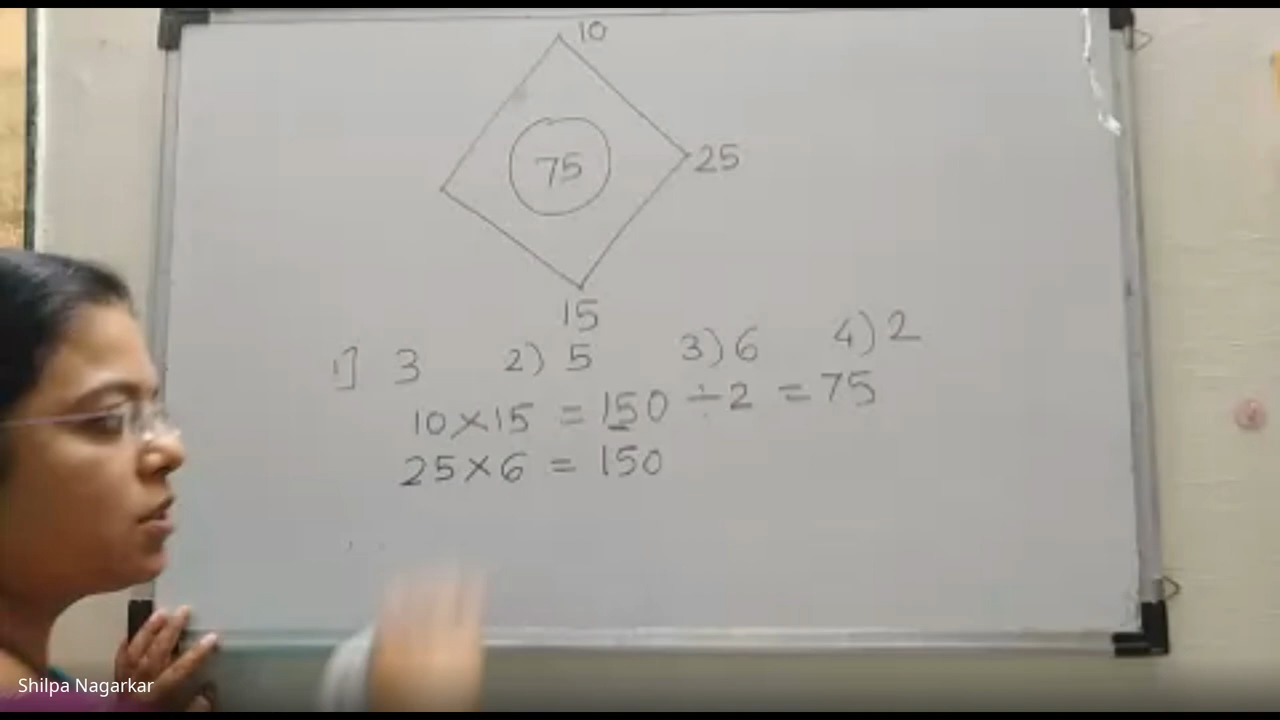 10
75
25
15
1] 3 2) 5 3) 6 4) 2
10×15 = 150 ÷2 = 75
25×6 = 150
Shilpa Nagarkar